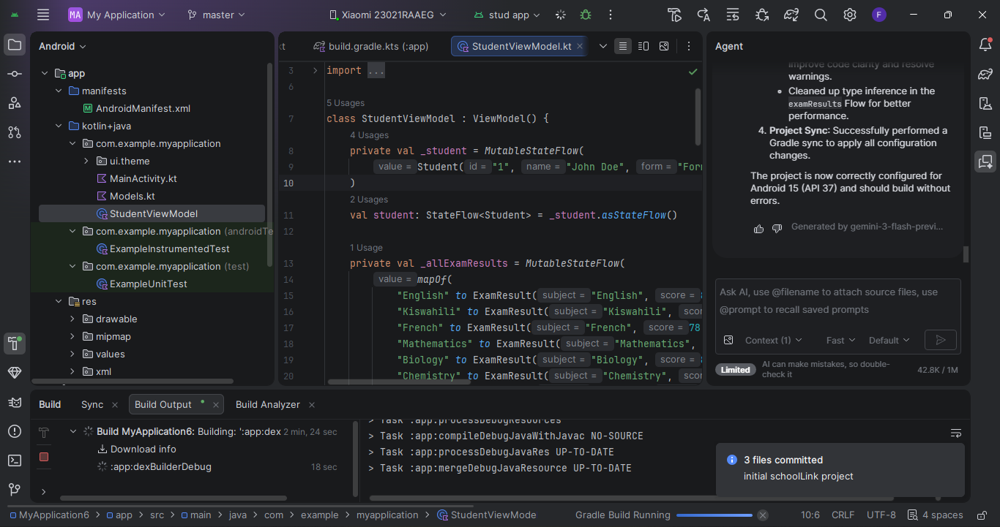 MA My Application
master
Xiaomi 23021RAAEG
stud app
F
Android
app
manifests
AndroidManifest.xml
kotlin+java
com.example.myapplication
ui.theme
MainActivity.kt
Models.kt
StudentViewModel
com.example.myapplication (androidTe
ExampleInstrumentedTest
com.example.myapplication (test)
ExampleUnitTest
res
drawable
mipmap
values
xml
kt
build.gradle.kts (:app)
StudentViewModel.kt
3 import ...
6
5 Usages
7 class StudentViewModel : ViewModel() {
4 Usages
8 private val _student = MutableStateFlow(
9 value = Student( id = "1", name = "John Doe", form = "For
10 )
2 Usages
11 val student: StateFlow<Student> = _student.asStateFlow()
12
1 Usage
13 private val _allExamResults = MutableStateFlow(
14 value = mapOf(
15 "English" to ExamResult( subject = "English", score =
16 "Kiswahili" to ExamResult( subject = "Kiswahili", scor
17 "French" to ExamResult( subject = "French", score = 78
18 "Mathematics" to ExamResult( subject = "Mathematics",
19 "Biology" to ExamResult( subject = "Biology", score =
20 "Chemistry" to ExamResult( subject = "Chemistry", scor
Agent
improve code clarity and resolve
warnings.
• Cleaned up type inference in the
examResults Flow for better
performance.
4. Project Sync: Successfully performed a
Gradle sync to apply all configuration
changes.
The project is now correctly configured for
Android 15 (API 37) and should build without
errors.
Generated by gemini-3-flash-previ...
Ask AI, use @filename to attach source files, use
@prompt to recall saved prompts
Context (1)
Fast
Default
Limited
AI can make mistakes, so double-
check it
42.8K / 1M
Build
Sync
Build Output
Build Analyzer
Build MyApplication6: Building: ':app:dex 2 min, 24 sec
Download info
:app:dexBuilderDebug 18 sec
> Task :app:processDebugResources
> Task :app:compileDebugJavaWithJavac NO-SOURCE
> Task :app:processDebugJavaRes UP-TO-DATE
> Task :app:mergeDebugJavaResource UP-TO-DATE
3 files committed
initial schoolLink project
MyApplication6 > app > src > main > java > com > example > myapplication > StudentViewMode
Gradle Build Running
10:6
CRLF
UTF-8
4 spaces